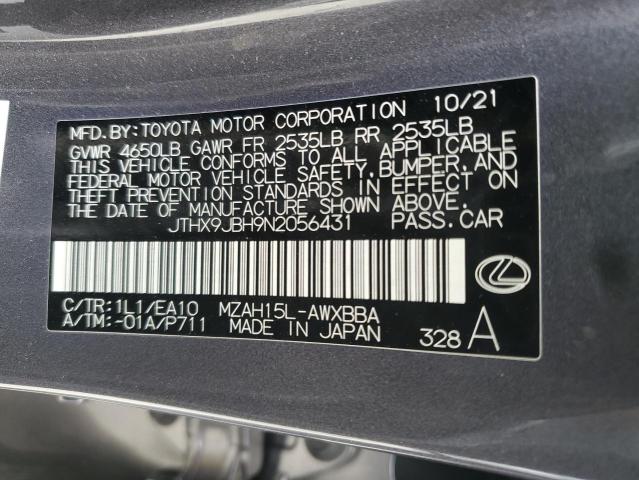 MFD. BY: TOYOTA MOTOR CORPORATION 10/21
GVWR 4650LB GAWR FR 2535LB RR 2535LB
THIS VEHICLE CONFORMS TO ALL APPLICABLE
FEDERAL MOTOR VEHICLE SAFETY, BUMPER, AND
THEFT PREVENTION STANDARDS IN EFFECT ON
THE DATE OF MANUFACTURE SHOWN ABOVE.
JTHX9JBH9N2056431 PASS. CAR
C/TR: 1L1/EA10 MZAH15L-AWXBBA
A/TM: -01A/P711 MADE IN JAPAN 328 A